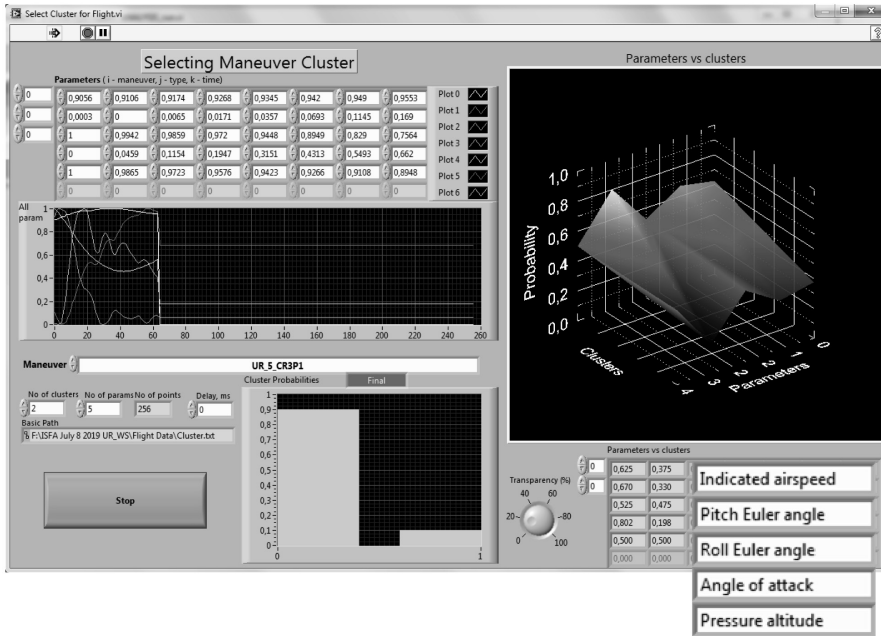 Select Cluster for Flight.vi
Selecting Maneuver Cluster
Parameters ( i - maneuver, j - type, k - time)
0 0,9056 0,9106 0,9174 0,9268 0,9345 0,942 0,949 0,9553 Plot 0
0 0,0003 0 0,0065 0,0171 0,0357 0,0693 0,1145 0,169 Plot 1
0 1 0,9942 0,9859 0,972 0,9448 0,8949 0,829 0,7564 Plot 2
0 0,0459 0,1154 0,1947 0,3151 0,4313 0,5493 0,662 Plot 3
1 0,9865 0,9723 0,9576 0,9423 0,9266 0,9108 0,8948 Plot 4
0 0 0 0 0 0 0 0 Plot 5
Plot 6
All
param
1
0,8
0,6
0,4
0,2
0
0 20 40 60 80 100 120 140 160 180 200 220 240 260
Maneuver UR_5_CR3P1
No of clusters No of params No of points Delay, ms
2 5 256 0
Basic Path
F:\ISFA July 8 2019 UR_WS\Flight Data\Cluster.txt
Stop
Cluster Probabilities Final
1
0,9
0,8
0,7
0,6
0,5
0,4
0,3
0,2
0,1
0
0 1
Parameters vs clusters
1,0
0,8
0,6
0,4
0,2
0,0
Probability
Clusters
Parameters
4 3 2 2 1 1 0
Transparency (%)
0 20 40 60 80 100
Parameters vs clusters
0 0,625 0,375
0 0,670 0,330
0,525 0,475
0,802 0,198
0,500 0,500
0,000 0,000
Indicated airspeed
Pitch Euler angle
Roll Euler angle
Angle of attack
Pressure altitude